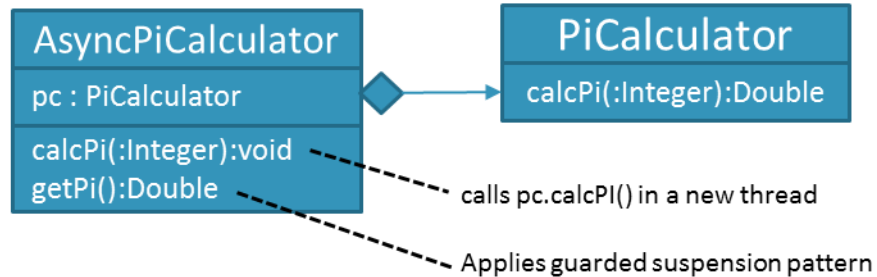 AsyncPiCalculator
pc : PiCalculator
calcPi(:Integer):void
getPi():Double
PiCalculator
calcPi(:Integer):Double
calls pc.calcPI() in a new thread
Applies guarded suspension pattern